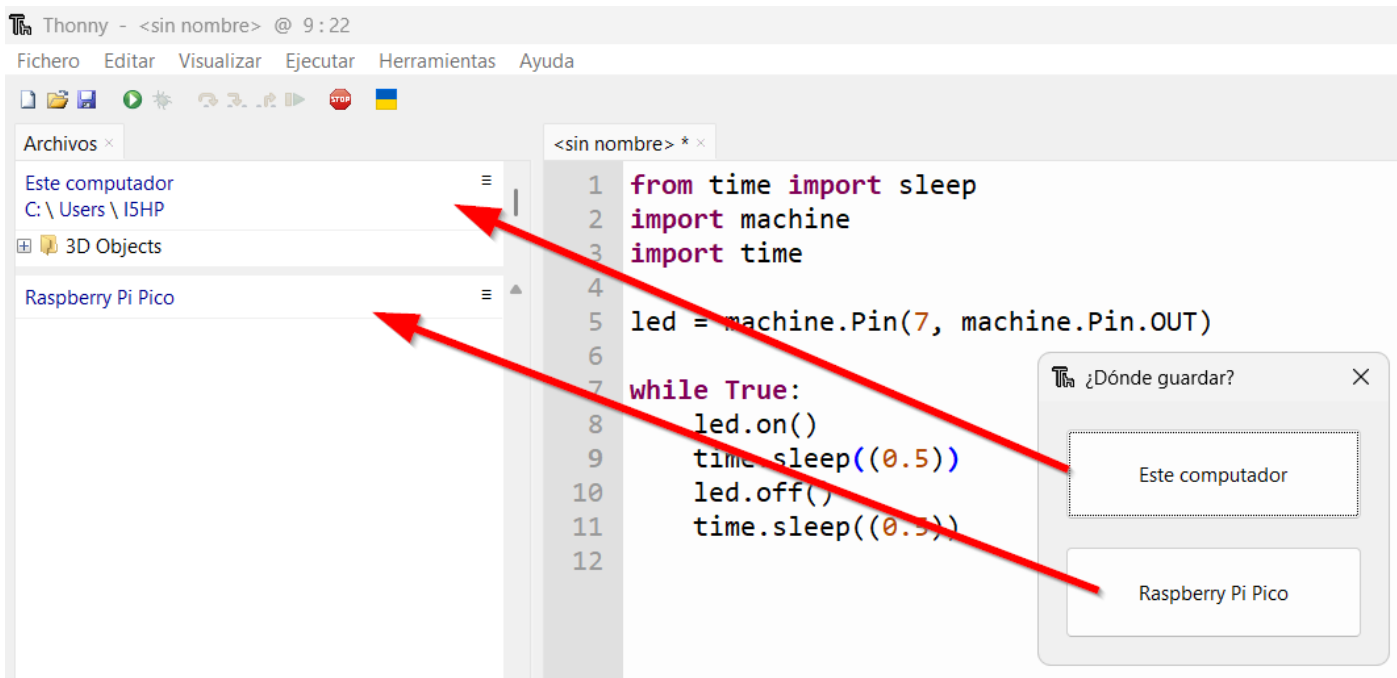 Thonny - <sin nombre> @ 9:22
Fichero Editar Visualizar Ejecutar Herramientas Ayuda
STOP
Archivos ×
<sin nombre> * ×
Este computador
C: \ Users \ I5HP
3D Objects
Raspberry Pi Pico
1 from time import sleep
2 import machine
3 import time
4
5 led = machine.Pin(7, machine.Pin.OUT)
6
7 while True:
8     led.on()
9     time.sleep((0.5))
10     led.off()
11     time.sleep((0.5))
12
¿Dónde guardar?
Este computador
Raspberry Pi Pico